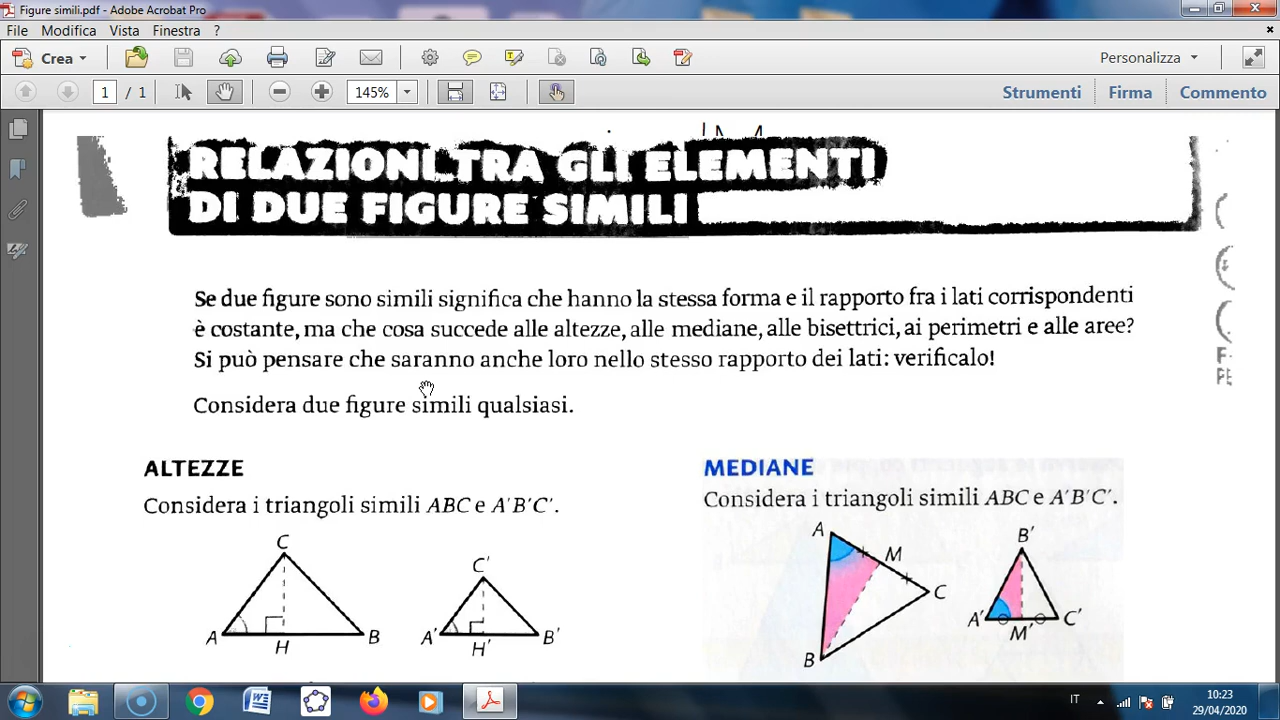 Figure simili.pdf - Adobe Acrobat Pro
File Modifica Vista Finestra ?
Crea Personalizza
1 / 1 145% Strumenti Firma Commento
RELAZIONI TRA GLI ELEMENTI
DI DUE FIGURE SIMILI
Se due figure sono simili significa che hanno la stessa forma e il rapporto fra i lati corrispondenti
è costante, ma che cosa succede alle altezze, alle mediane, alle bisettrici, ai perimetri e alle aree?
Si può pensare che saranno anche loro nello stesso rapporto dei lati: verificalo!
Considera due figure simili qualsiasi.
ALTEZZE
Considera i triangoli simili ABC e A'B'C'.
C
C'
A H B
A' H' B'
MEDIANE
Considera i triangoli simili ABC e A'B'C'.
A
M
C
B
B'
A' C'
M'
IT 10:23
29/04/2020